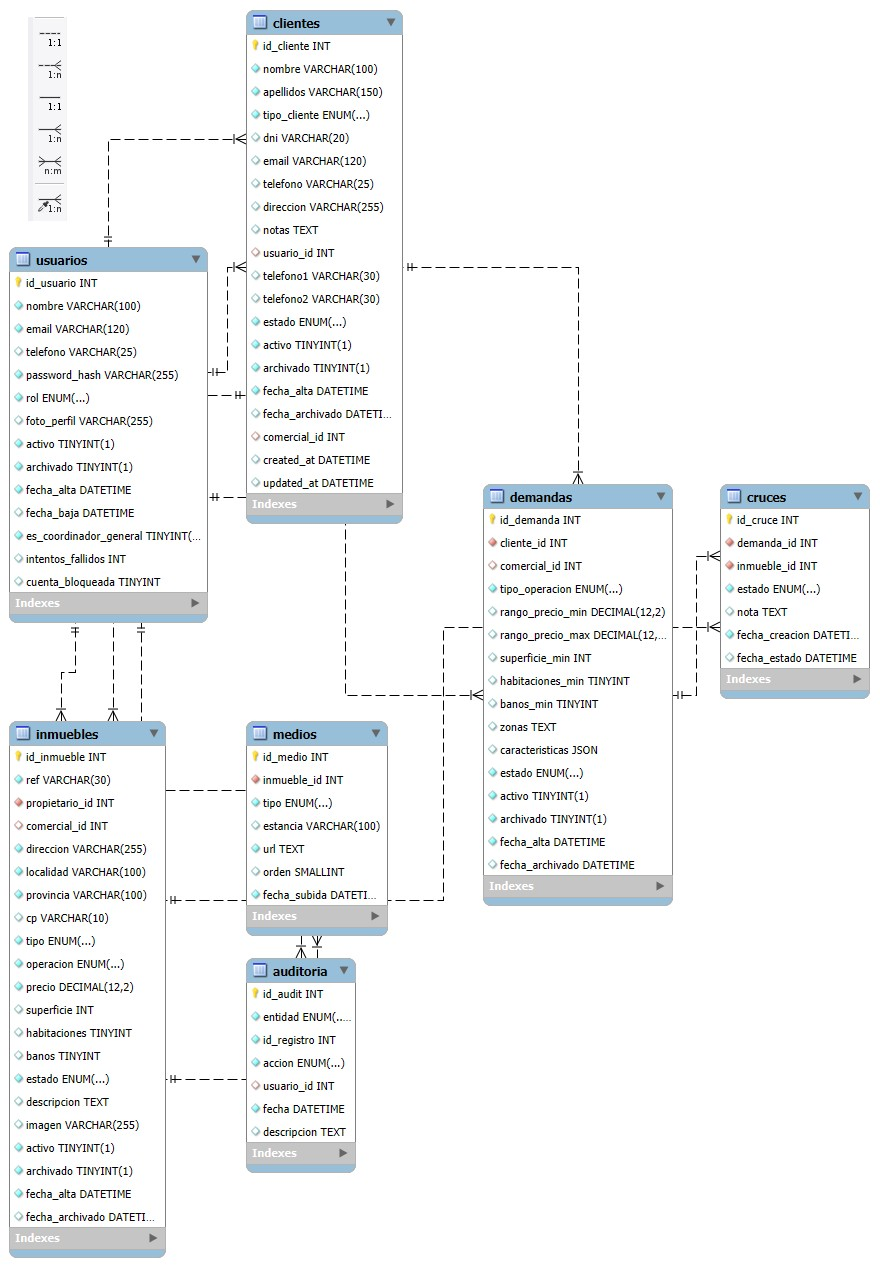 1:1
1:n
1:1
1:n
n:m
1:n
clientes
id_cliente INT
nombre VARCHAR(100)
apellidos VARCHAR(150)
tipo_cliente ENUM(...)
dni VARCHAR(20)
email VARCHAR(120)
telefono VARCHAR(25)
direccion VARCHAR(255)
notas TEXT
usuario_id INT
telefono1 VARCHAR(30)
telefono2 VARCHAR(30)
estado ENUM(...)
activo TINYINT(1)
archivado TINYINT(1)
fecha_alta DATETIME
fecha_archivado DATETI...
comercial_id INT
created_at DATETIME
updated_at DATETIME
Indexes
usuarios
id_usuario INT
nombre VARCHAR(100)
email VARCHAR(120)
telefono VARCHAR(25)
password_hash VARCHAR(255)
rol ENUM(...)
foto_perfil VARCHAR(255)
activo TINYINT(1)
archivado TINYINT(1)
fecha_alta DATETIME
fecha_baja DATETIME
es_coordinador_general TINYINT(...
intentos_fallidos INT
cuenta_bloqueada TINYINT
Indexes
demandas
id_demanda INT
cliente_id INT
comercial_id INT
tipo_operacion ENUM(...)
rango_precio_min DECIMAL(12,2)
rango_precio_max DECIMAL(12,...
superficie_min INT
habitaciones_min TINYINT
banos_min TINYINT
zonas TEXT
caracteristicas JSON
estado ENUM(...)
activo TINYINT(1)
archivado TINYINT(1)
fecha_alta DATETIME
fecha_archivado DATETIME
Indexes
cruces
id_cruce INT
demanda_id INT
inmueble_id INT
estado ENUM(...)
nota TEXT
fecha_creacion DATETI...
fecha_estado DATETIME
Indexes
inmuebles
id_inmueble INT
ref VARCHAR(30)
propietario_id INT
comercial_id INT
direccion VARCHAR(255)
localidad VARCHAR(100)
provincia VARCHAR(100)
cp VARCHAR(10)
tipo ENUM(...)
operacion ENUM(...)
precio DECIMAL(12,2)
superficie INT
habitaciones TINYINT
banos TINYINT
estado ENUM(...)
descripcion TEXT
imagen VARCHAR(255)
activo TINYINT(1)
archivado TINYINT(1)
fecha_alta DATETIME
fecha_archivado DATETI...
Indexes
medios
id_medio INT
inmueble_id INT
tipo ENUM(...)
estancia VARCHAR(100)
url TEXT
orden SMALLINT
fecha_subida DATETI...
Indexes
auditoria
id_audit INT
entidad ENUM(...
id_registro INT
accion ENUM(...)
usuario_id INT
fecha DATETIME
descripcion TEXT
Indexes